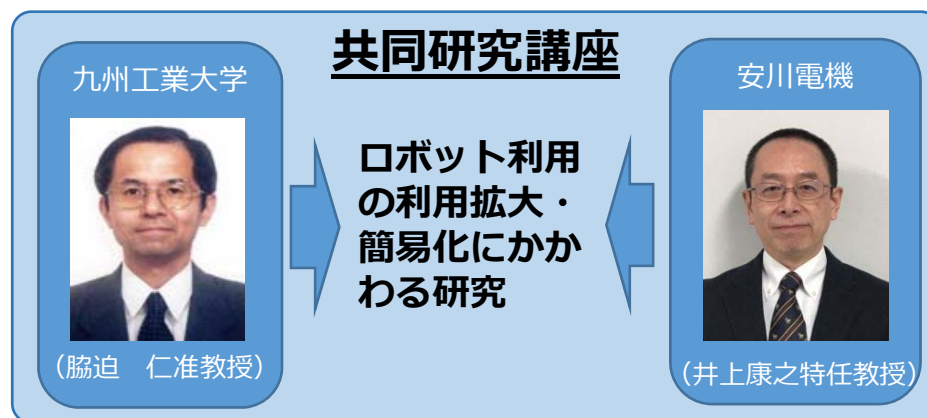 共同研究講座
九州工業大学
(脇迫　仁准教授)
ロボット利用
の利用拡大・
簡易化にかか
わる研究
安川電機
(井上康之特任教授)